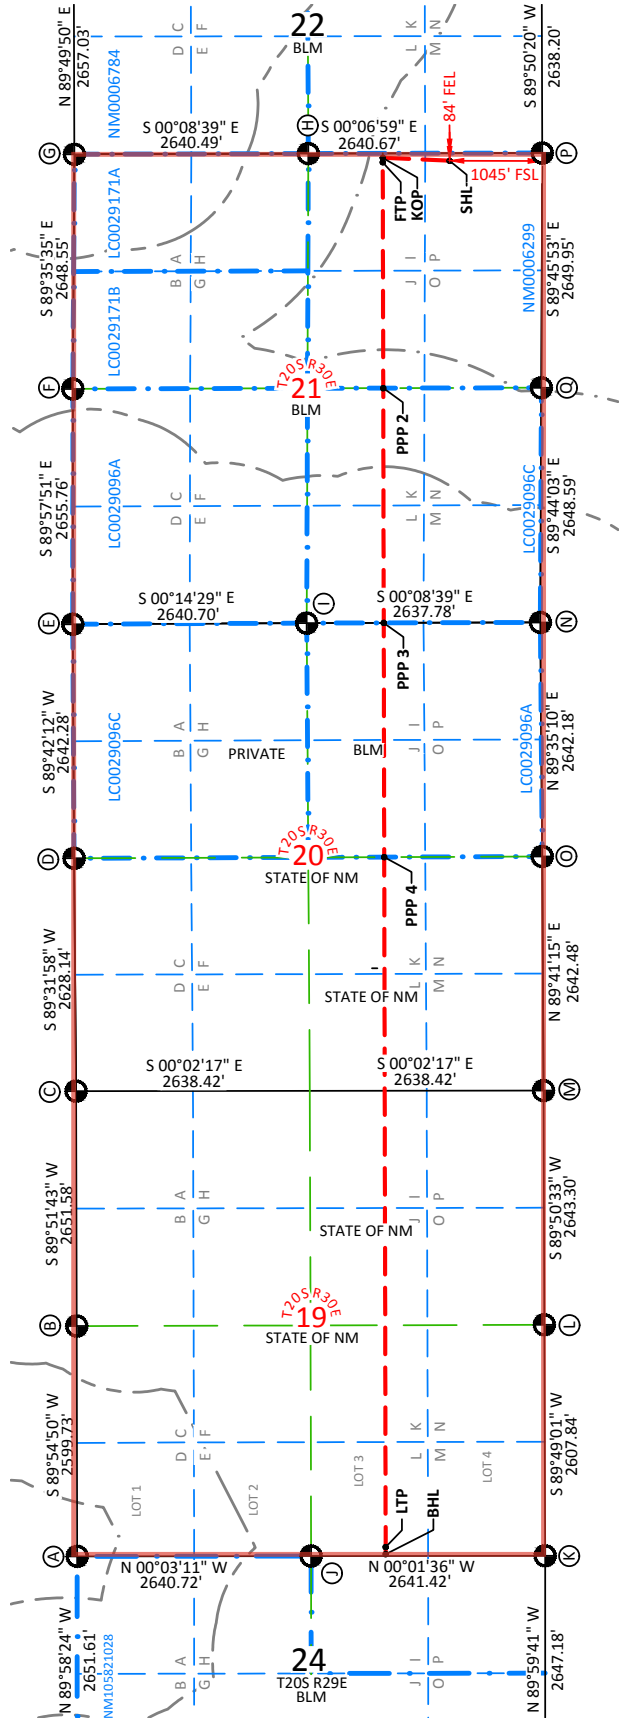 N 89°49'50" E
2657.03'
D C
E F
22
BLM
L K
M N
S 89°50'20" W
2638.20'
NM0006784
G
S 00°08'39" E
2640.49'
H
S 00°06'59" E
2640.67'
84' FEL
P
FTP
KOP
SHL
1045' FSL
S 89°35'35" E
2648.55'
LC0029171A
B A
G H
J I
O P
NM0006299
S 89°45'53" E
2649.95'
LC0029171B
F
T20S R30E
21
BLM
PPP 2
Q
S 89°57'51" E
2655.76'
LC0029096A
D C
E F
L K
M N
LC0029096C
S 89°44'03" E
2648.59'
E
S 00°14'29" E
2640.70'
I
S 00°08'39" E
2637.78'
N
PPP 3
S 89°42'12" W
2642.28'
LC0029096C
B A
G H
PRIVATE
BLM
J I
O P
LC0029096A
N 89°35'10" E
2642.18'
D
T20S R30E
20
STATE OF NM
PPP 4
O
S 89°31'58" W
2628.14'
D C
E F
STATE OF NM
L K
M N
N 89°41'15" E
2642.48'
C
S 00°02'17" E
2638.42'
S 00°02'17" E
2638.42'
M
S 89°51'43" W
2651.58'
B A
G H
STATE OF NM
J I
O P
S 89°50'33" W
2643.30'
B
T20S R30E
19
STATE OF NM
L
S 89°54'50" W
2599.73'
D C
E F
L K
M N
S 89°49'01" W
2607.84'
LOT 1
LOT 2
LOT 3
LOT 4
LTP
BHL
A
N 00°03'11" W
2640.72'
J
N 00°01'36" W
2641.42'
K
N 89°58'24" W
2651.61'
NM105821028
B A
G H
24
T20S R29E
BLM
J I
O P
N 89°59'41" W
2647.18'